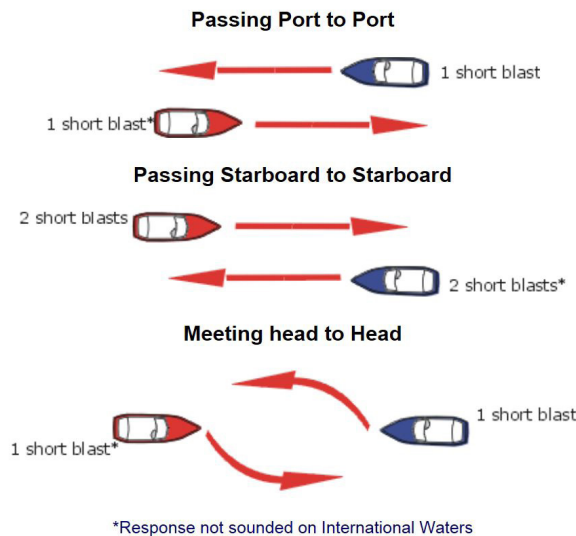 Passing Port to Port
1 short blast
1 short blast*
Passing Starboard to Starboard
2 short blasts
2 short blasts*
Meeting head to Head
1 short blast
1 short blast*
*Response not sounded on International Waters